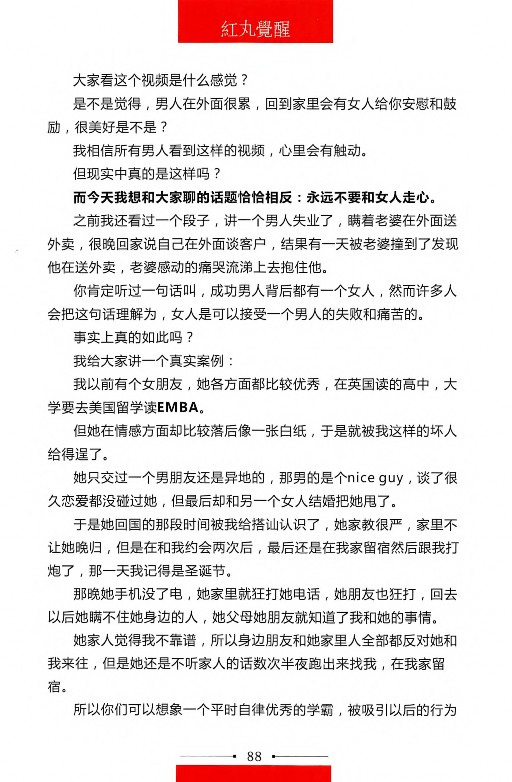 紅丸覺醒
大家看这个视频是什么感觉？
是不是觉得，男人在外面很累，回到家里会有女人给你安慰和鼓
励，很美好是不是？
我相信所有男人看到这样的视频，心里会有触动。
但现实中真的是这样吗？
而今天我想和大家聊的话题恰恰相反：永远不要和女人走心。
之前我还看过一个段子，讲一个男人失业了，瞒着老婆在外面送
外卖，很晚回家说自己在外面谈客户，结果有一天被老婆撞到了发现
他在送外卖，老婆感动的痛哭流涕上去抱住他。
你肯定听过一句话叫，成功男人背后都有一个女人，然而许多人
会把这句话理解为，女人是可以接受一个男人的失败和痛苦的。
事实上真的如此吗？
我给大家讲一个真实案例：
我以前有个女朋友，她各方面都比较优秀，在英国读的高中，大
学要去美国留学读EMBA。
但她在情感方面却比较落后像一张白纸，于是就被我这样的坏人
给得逞了。
她只交过一个男朋友还是异地的，那男的是个nice guy，谈了很
久恋爱都没碰过她，但最后却和另一个女人结婚把她甩了。
于是她回国的那段时间被我给搭讪认识了，她家教很严，家里不
让她晚归，但是在和我约会两次后，最后还是在我家留宿然后跟我打
炮了，那一天我记得是圣诞节。
那晚她手机没了电，她家里就狂打她电话，她朋友也狂打，回去
以后她瞒不住她身边的人，她父母她朋友就知道了我和她的事情。
她家人觉得我不靠谱，所以身边朋友和她家里人全部都反对她和
我来往，但是她还是不听家人的话数次半夜跑出来找我，在我家留
宿。
所以你们可以想象一个平时自律优秀的学霸，被吸引以后的行为
88